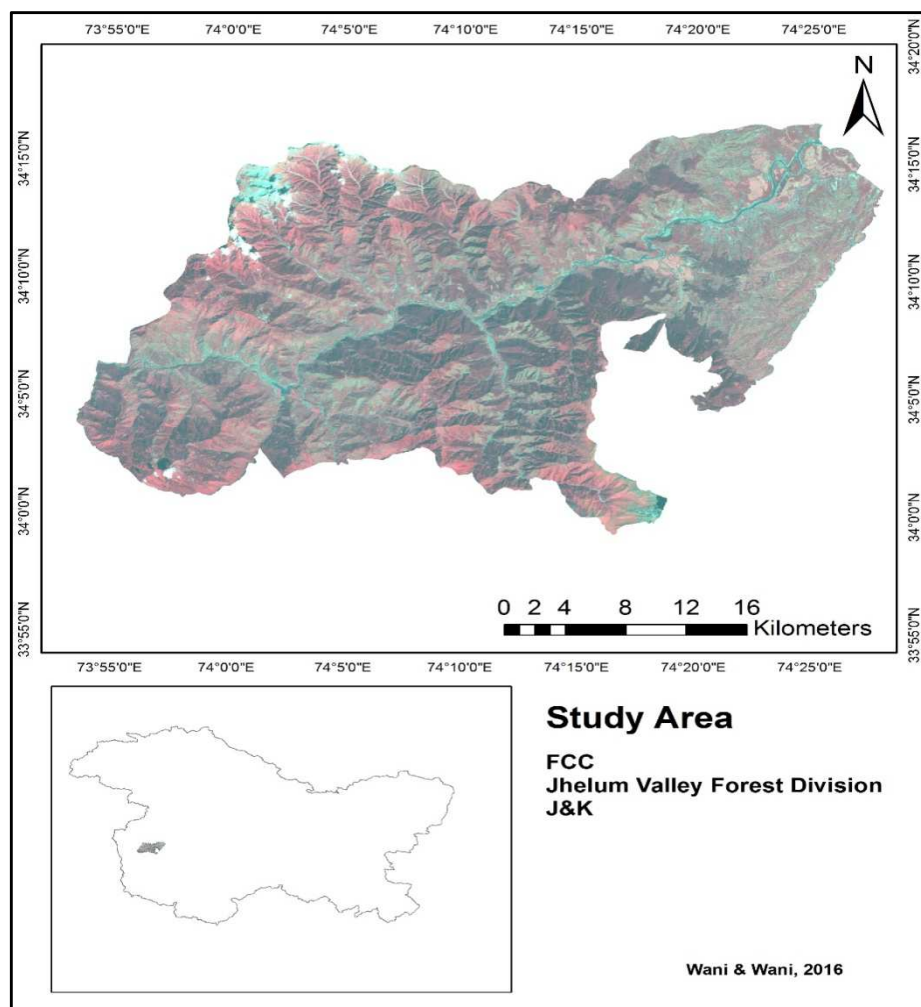 73°55'0"E 74°0'0"E 74°5'0"E 74°10'0"E 74°15'0"E 74°20'0"E 74°25'0"E
34°20'0"N
N
34°15'0"N
34°15'0"N
34°10'0"N
34°10'0"N
34°5'0"N
34°5'0"N
34°0'0"N
34°0'0"N
0 2 4 8 12 16
Kilometers
33°55'0"N
33°55'0"N
73°55'0"E 74°0'0"E 74°5'0"E 74°10'0"E 74°15'0"E 74°20'0"E 74°25'0"E
Study Area
FCC
Jhelum Valley Forest Division
J&K
Wani & Wani, 2016